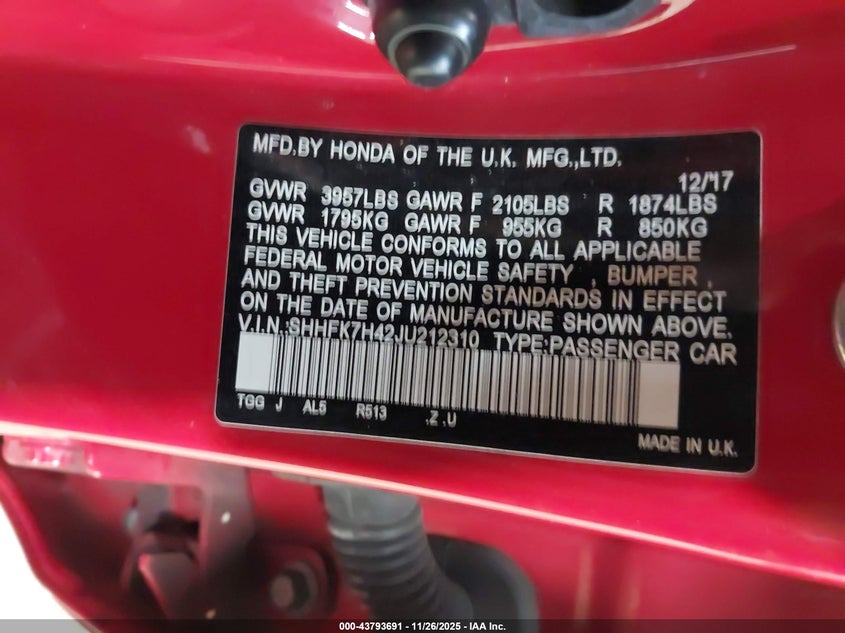 MFD.BY HONDA OF THE U.K. MFG.,LTD.
12/17
GVWR 3957LBS GAWR F 2105LBS R 1874LBS
GVWR 1795KG GAWR F 955KG R 850KG
THIS VEHICLE CONFORMS TO ALL APPLICABLE
FEDERAL MOTOR VEHICLE SAFETY , BUMPER ,
AND THEFT PREVENTION STANDARDS IN EFFECT
ON THE DATE OF MANUFACTURE SHOWN ABOVE.
V.I.N.:SHHFK7H42JU212310 TYPE:PASSENGER CAR
TGG J AL5 R513 .Z .U
MADE IN U.K.
000-43793691 - 11/26/2025 - IAA Inc.